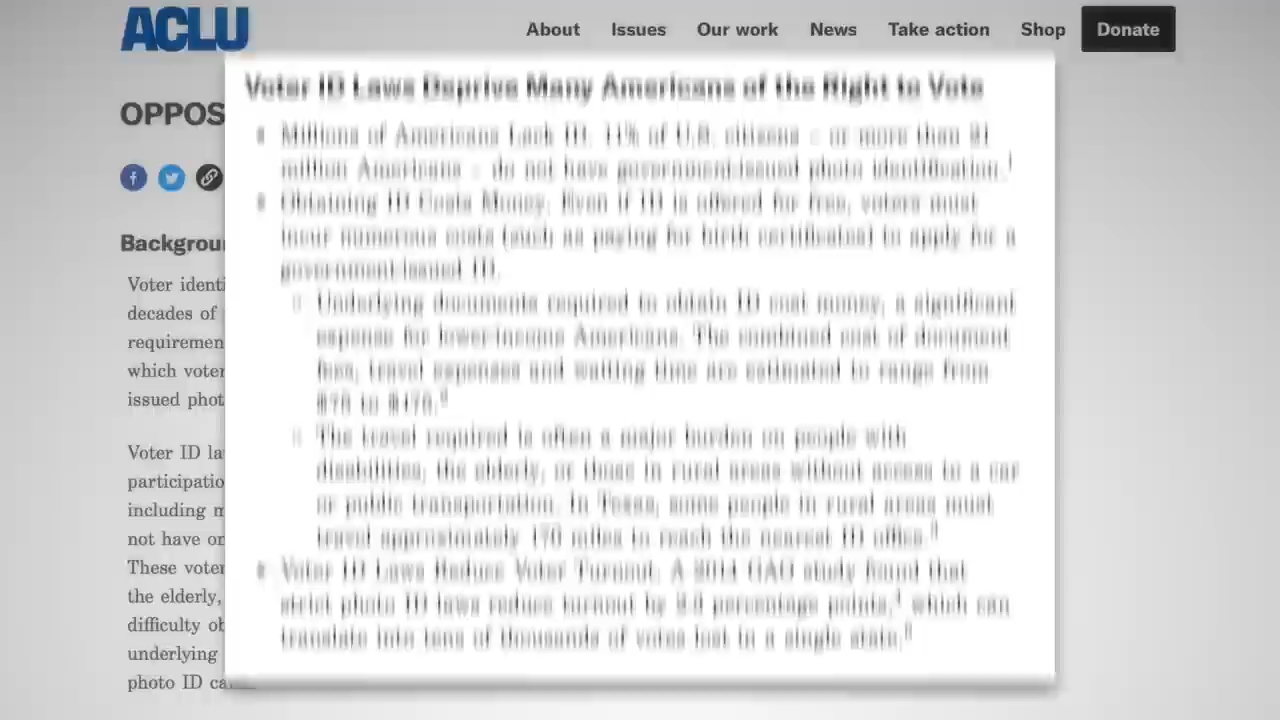 ACLU
About Issues Our work News Take action Shop Donate
OPPOS
Backgrou
Voter identi
decades of
requiremen
which voter
issued phot
Voter ID la
participatio
including m
not have or
These voter
the elderly,
difficulty ob
underlying
photo ID ca
Voter ID Laws Deprive Many Americans of the Right to Vote
Millions of Americans Lack ID. 11% of U.S. citizens – or more than 21
million Americans – do not have government-issued photo identification.
Obtaining ID Costs Money. Even if ID is offered for free, voters must
incur numerous costs (such as paying for birth certificates) to apply for a
government-issued ID.
Underlying documents required to obtain ID cost money, a significant
expense for lower-income Americans. The combined cost of document
fees, travel expenses and waiting time are estimated to range from
to
The travel required is often a major burden on people with
disabilities, the elderly, or those in rural areas without access to a car
or public transportation. In Texas, some people in rural areas must
travel approximately 170 miles to reach the nearest ID office.
Voter ID Laws Reduce Voter Turnout. A GAO study found that
strict photo ID laws reduce turnout by percentage points, which can
translate into tens of thousands of votes lost in a single state.